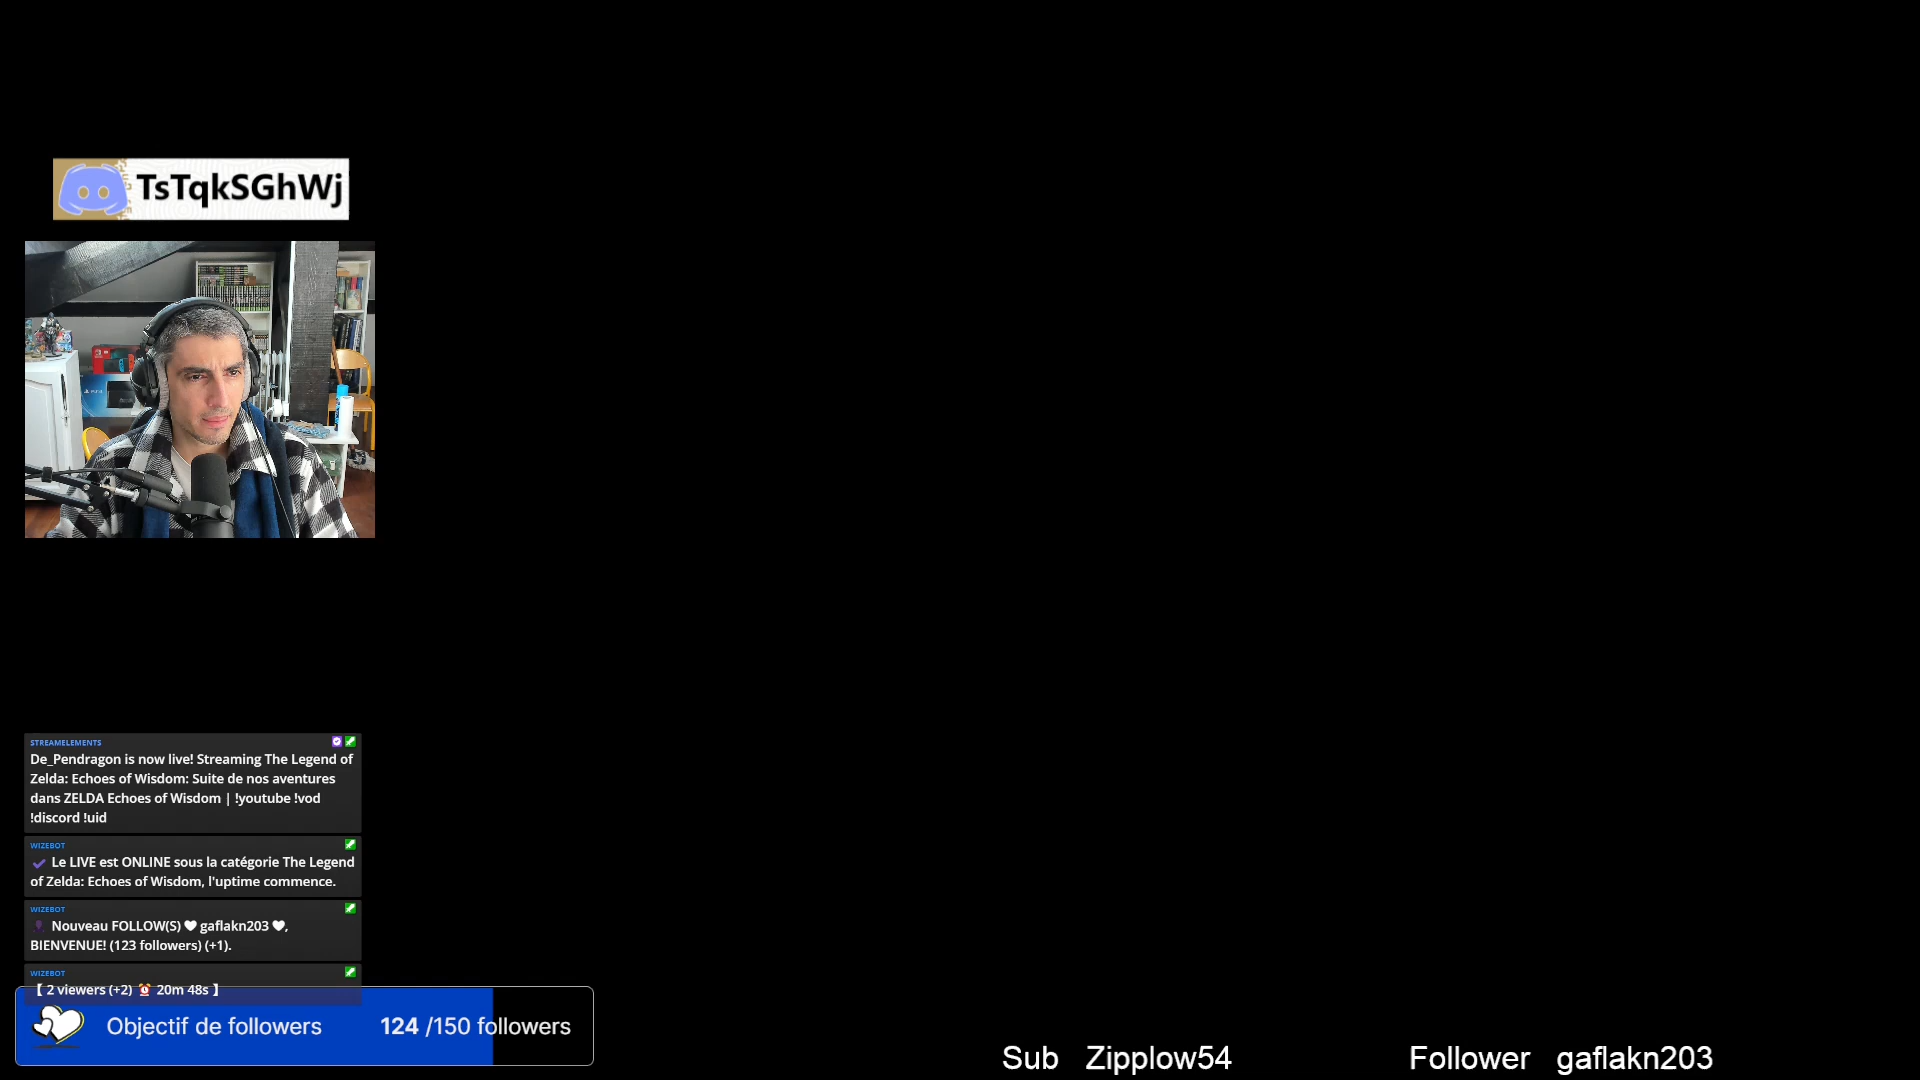 TsTqkSGhWj
STREAMELEMENTS
De_Pendragon is now live! Streaming The Legend of
Zelda: Echoes of Wisdom: Suite de nos aventures
dans ZELDA Echoes of Wisdom | !youtube !vod
!discord !uid
WIZEBOT
Le LIVE est ONLINE sous la catégorie The Legend
of Zelda: Echoes of Wisdom, l'uptime commence.
WIZEBOT
Nouveau FOLLOW(S) 🤍 gaflakn203 🤍,
BIENVENUE! (123 followers) (+1).
WIZEBOT
【 2 viewers (+2) ⏰ 20m 48s 】
Objectif de followers 124 /150 followers
Sub Zipplow54 Follower gaflakn203